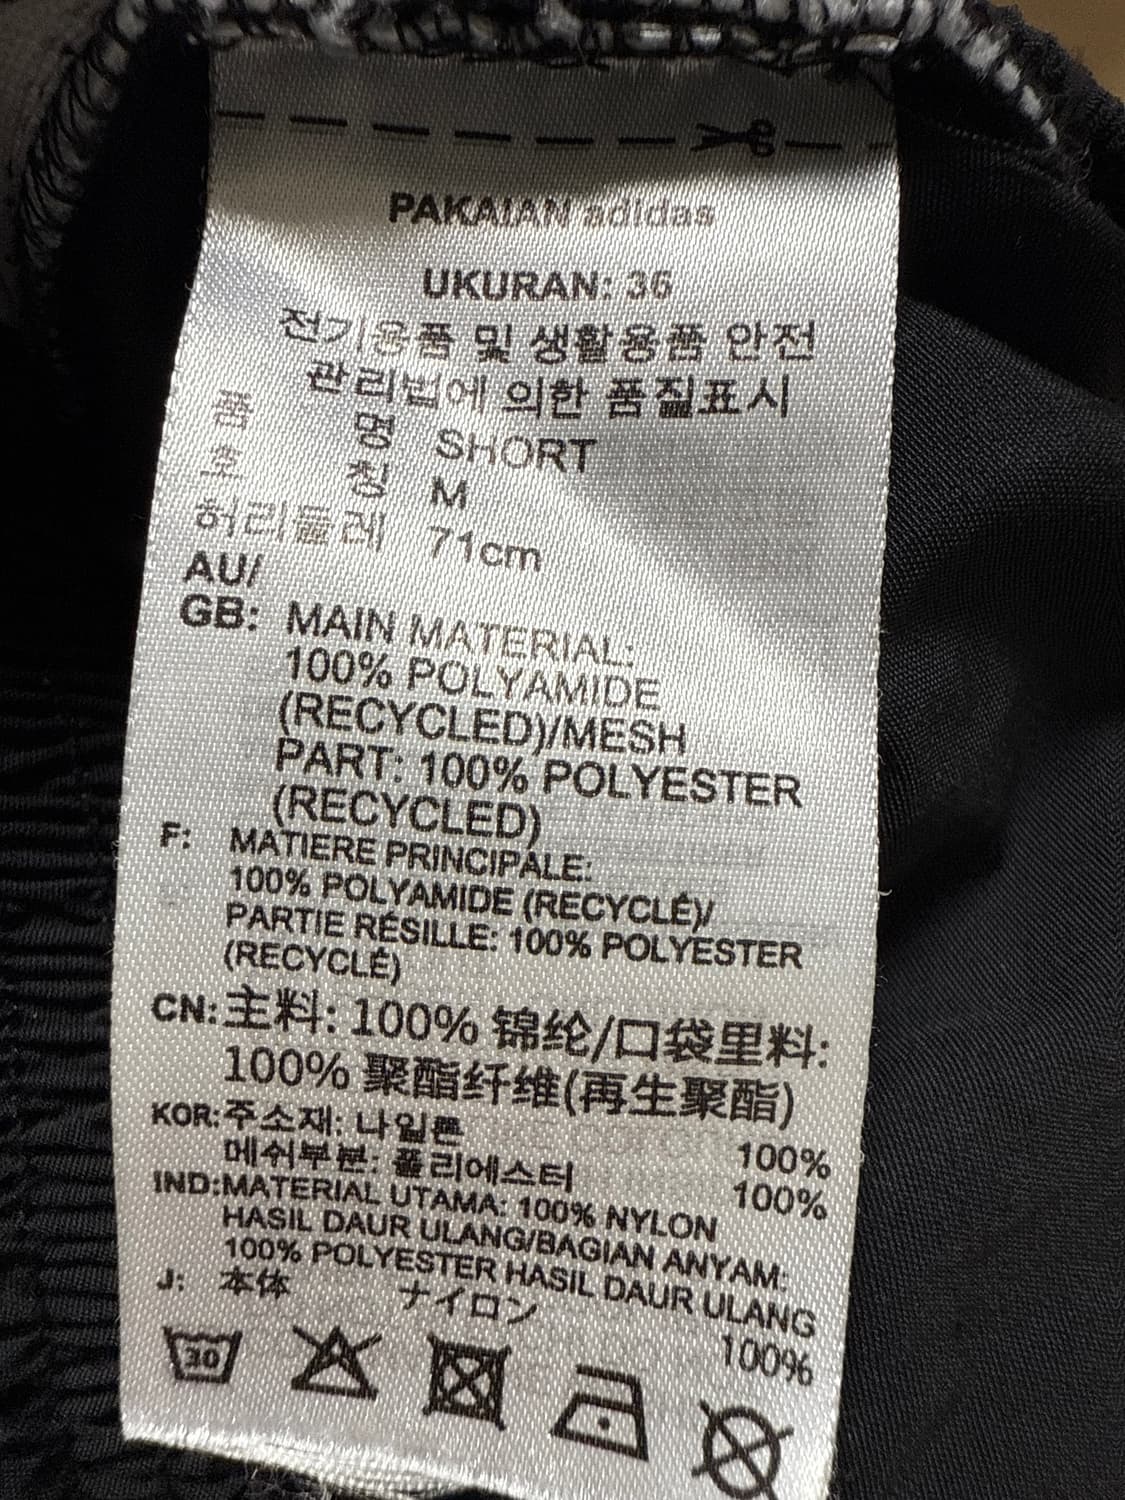 PAKAIAN adidas
UKURAN: 36
전기용품 및 생활용품 안전
관리법에 의한 품질표시
품 명 SHORT
호 칭 M
허리둘레 71cm
AU/
GB: MAIN MATERIAL:
100% POLYAMIDE
(RECYCLED)/MESH
PART: 100% POLYESTER
(RECYCLED)
F: MATIERE PRINCIPALE:
100% POLYAMIDE (RECYCLÉ)/
PARTIE RÉSILLE: 100% POLYESTER
(RECYCLÉ)
CN: 主料: 100% 锦纶/口袋里料:
100% 聚酯纤维(再生聚酯)
KOR: 주소재: 나일론 100%
메쉬부분: 폴리에스터 100%
IND: MATERIAL UTAMA: 100% NYLON
HASIL DAUR ULANG/BAGIAN ANYAM:
100% POLYESTER HASIL DAUR ULANG
J: 本体 ナイロン 100%
30